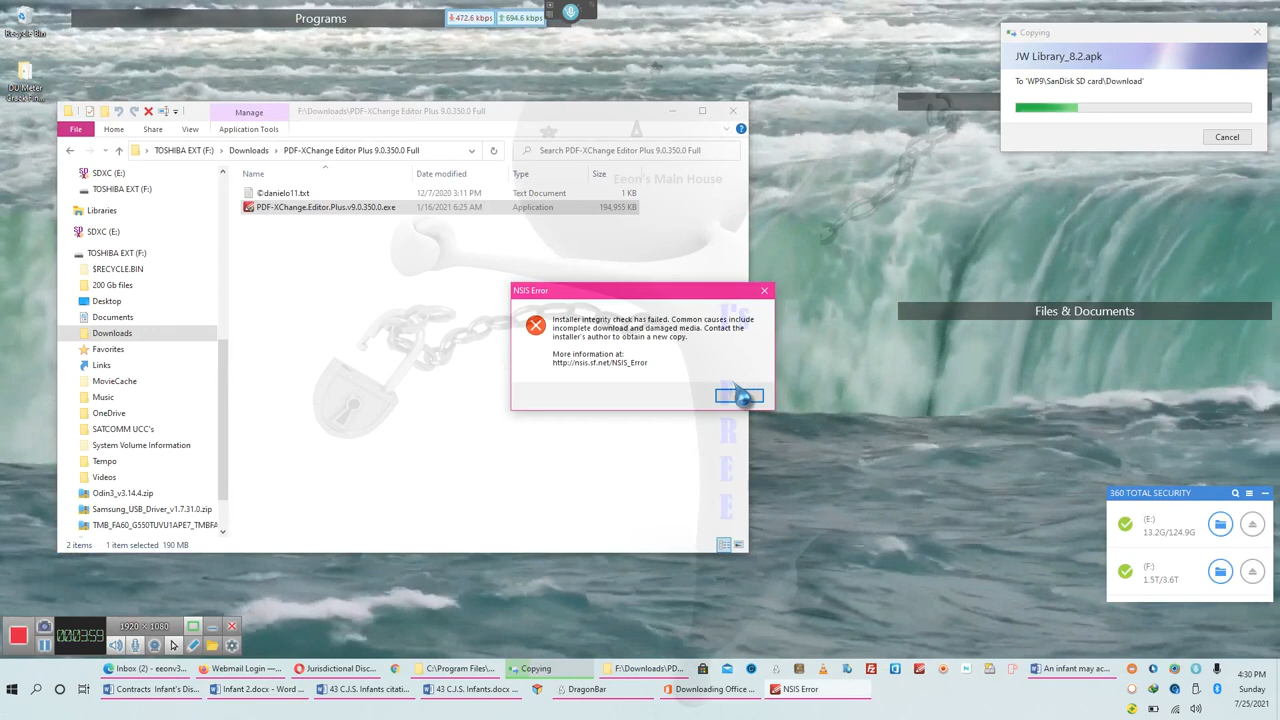 Programs
472.6 kbps
694.6 kbps
Recycle Bin
DU Meter
Crack Fin...
Copying
JW Library_8.2.apk
To 'WP9\SanDisk SD card\Download'
Cancel
Manage
F:\Downloads\PDF-XChange Editor Plus 9.0.350.0 Full
File
Home
Share
View
Application Tools
TOSHIBA EXT (F:)
Downloads
PDF-XChange Editor Plus 9.0.350.0 Full
Search PDF-XChange Editor Plus 9.0.350.0 Full
Name
Date modified
Type
Size
Eeon's Main House
©danielo11.txt
12/7/2020 3:11 PM
Text Document
1 KB
PDF-XChange.Editor.Plus.v9.0.350.0.exe
1/16/2021 6:25 AM
Application
194,955 KB
SDXC (E:)
TOSHIBA EXT (F:)
Libraries
SDXC (E:)
TOSHIBA EXT (F:)
$RECYCLE.BIN
200 Gb files
Desktop
Documents
Downloads
Favorites
Links
MovieCache
Music
OneDrive
SATCOMM UCC's
System Volume Information
Tempo
Videos
Odin3_v3.14.4.zip
Samsung_USB_Driver_v1.7.31.0.zip
TMB_FA60_G550TUVU1APE7_TMBFA
2 items
1 item selected 190 MB
NSIS Error
Installer integrity check has failed. Common causes include
incomplete download and damaged media. Contact the
installer's author to obtain a new copy.
More information at:
http://nsis.sf.net/NSIS_Error
Files & Documents
360 TOTAL SECURITY
(E:)
13.2G/124.9G
(F:)
1.5T/3.6T
1920 × 1080
000359
Inbox (2) - eeonv3...
Webmail Login —...
Jurisdictional Disc...
C:\Program Files\...
Copying
F:\Downloads\PD...
An infant may ac...
Contracts Infant's Dis...
Infant 2.docx - Word ...
43 C.J.S. Infants citati...
43 C.J.S. Infants.docx...
DragonBar
Downloading Office ...
NSIS Error
4:30 PM
Sunday
7/25/2021